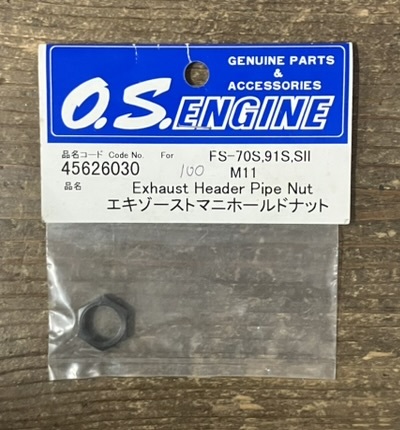 GENUINE PARTS
&
ACCESSORIES
O.S.ENGINE
品名コード Code No. For FS-70S,91S,SII
45626030 100 M11
品名 Exhaust Header Pipe Nut
エキゾーストマニホールドナット